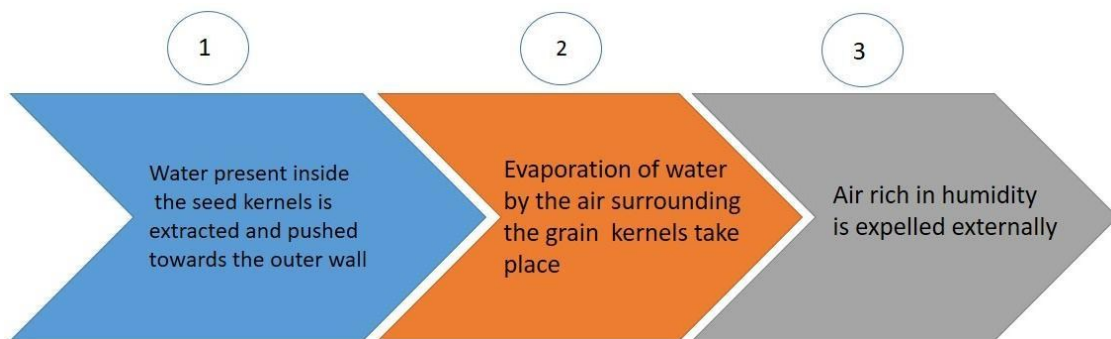 1
2
3
Water present inside
the seed kernels is
extracted and pushed
towards the outer wall
Evaporation of water
by the air surrounding
the grain kernels take
place
Air rich in humidity
is expelled externally